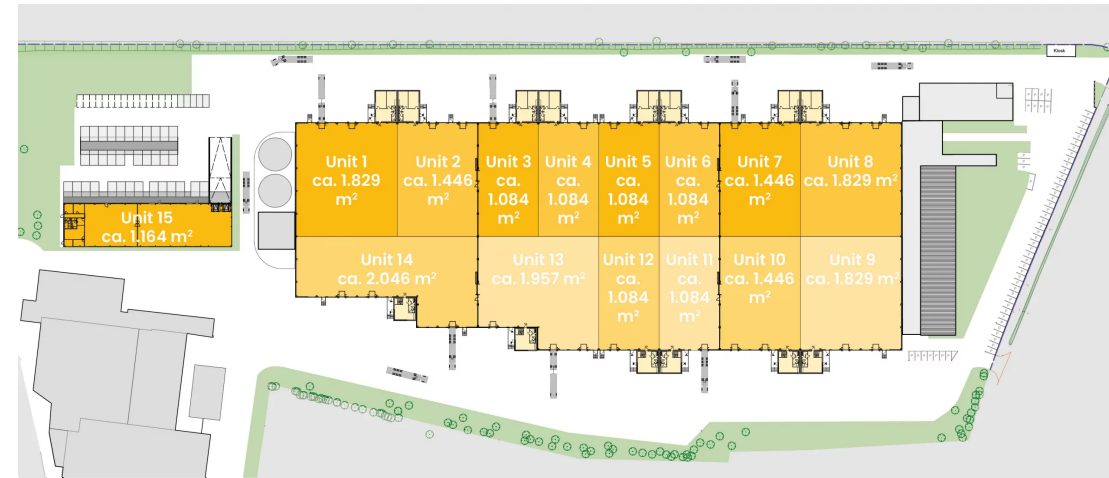 Kiosk
Unit 1
ca. 1.829
m²
Unit 2
ca. 1.446
m²
Unit 3
ca.
1.084
m²
Unit 4
ca.
1.084
m²
Unit 5
ca.
1.084
m²
Unit 6
ca.
1.084
m²
Unit 7
ca. 1.446
m²
Unit 8
ca. 1.829
m²
Unit 15
ca. 1.164 m²
Unit 14
ca. 2.046 m²
Unit 13
ca. 1.957 m²
Unit 12
ca.
1.084
m²
Unit 11
ca.
1.084
m²
Unit 10
ca. 1.446
m²
Unit 9
ca. 1.829
m²